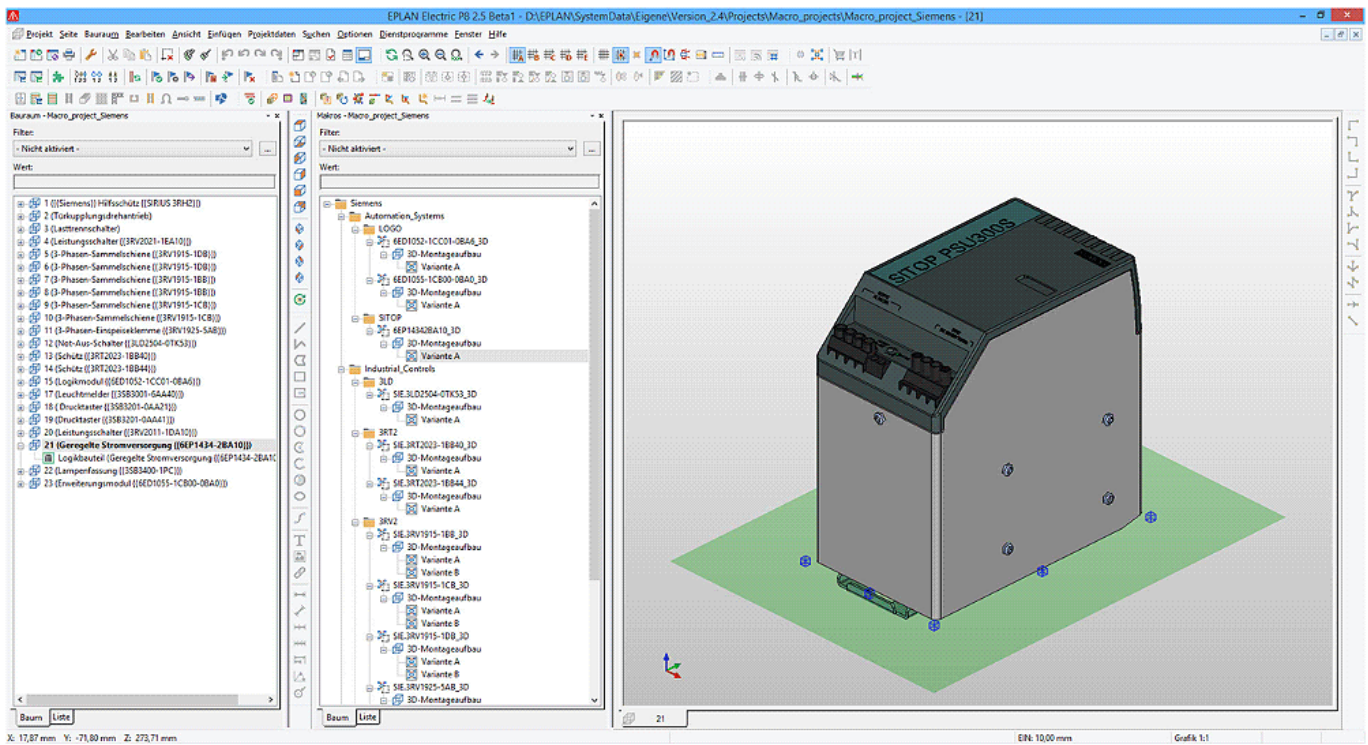 EPLAN Electric P8 2.5 Beta1 - D:\EPLAN\SystemData\Eigene\Version_2.4\Projects\Macro_projects\Macro_project_Siemens - [21]
Projekt Seite Bauraum Bearbeiten Ansicht Einfügen Projektdaten Suchen Optionen Dienstprogramme Fenster Hilfe
Bauraum - Macro_project_Siemens
Filter:
- Nicht aktiviert -
...
Wert:
1 ({Siemens}) Hilfsschütz {[SIRIUS 3RH2]})
2 (Türkupplungsdrehantrieb)
3 (Lasttrennschalter)
4 (Leistungsschalter {[3RV2021-1EA10]})
5 (3-Phasen-Sammelschiene {[3RV1915-1DB]})
6 (3-Phasen-Sammelschiene {[3RV1915-1DB]})
7 (3-Phasen-Sammelschiene {[3RV1915-1BB]})
8 (3-Phasen-Sammelschiene {[3RV1915-1BB]})
9 (3-Phasen-Sammelschiene {[3RV1915-1CB]})
10 (3-Phasen-Sammelschiene {[3RV1915-1CB]})
11 (3-Phasen-Einspeiseklemme {[3RV1925-5AB]})
12 (Not-Aus-Schalter {[3LD2504-0TK53]})
13 (Schütz {[3RT2023-1BB40]})
14 (Schütz {[3RT2023-1BB44]})
15 (Logikmodul {[6ED1052-1CC01-0BA6]})
17 (Leuchtmelder {[3SB3001-6AA40]})
18 ( Drucktaster {[3SB3201-0AA21]})
19 (Drucktaster {[3SB3201-0AA41]})
20 (Leistungsschalter {[3RV2011-1DA10]})
21 (Geregelte Stromversorgung {[6EP1434-2BA10]})
Logikbauteil (Geregelte Stromversorgung {[6EP1434-2BA10
22 (Lampenfassung {[3SB3400-1PC]})
23 (Erweiterungsmodul {[6ED1055-1CB00-0BA0]})
Baum Liste
Makros - Macro_project_Siemens
Filter:
- Nicht aktiviert -
...
Wert:
Siemens
Automation_Systems
LOGO
6ED1052-1CC01-0BA6_3D
3D-Montageaufbau
Variante A
6ED1055-1CB00-0BA0_3D
3D-Montageaufbau
Variante A
SITOP
6EP14342BA10_3D
3D-Montageaufbau
Variante A
Industrial_Controls
3LD
SIE.3LD2504-0TK53_3D
3D-Montageaufbau
Variante A
3RT2
SIE.3RT2023-1BB40_3D
3D-Montageaufbau
Variante A
SIE.3RT2023-1BB44_3D
3D-Montageaufbau
Variante A
3RV2
SIE.3RV1915-1BB_3D
3D-Montageaufbau
Variante A
Variante B
SIE.3RV1915-1CB_3D
3D-Montageaufbau
Variante A
Variante B
SIE.3RV1915-1DB_3D
3D-Montageaufbau
Variante A
Variante B
SIE.3RV1925-5AB_3D
3D-Montageaufbau
Baum Liste
SITOP PSU300S
21
X: 17,87 mm Y: -71,80 mm Z: 273,71 mm
EIN: 10,00 mm
Grafik 1:1